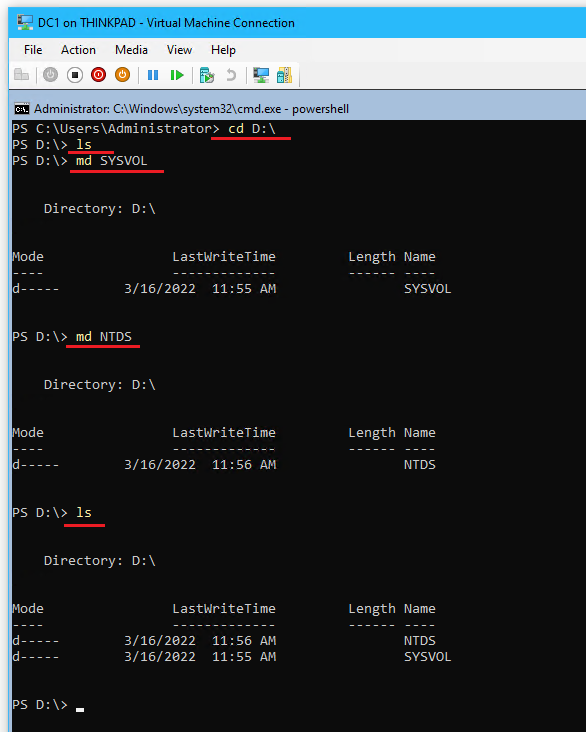 DC1 on THINKPAD - Virtual Machine Connection
File Action Media View Help
Administrator: C:\Windows\system32\cmd.exe - powershell
PS C:\Users\Administrator> cd D:\
PS D:\> ls
PS D:\> md SYSVOL
Directory: D:\
Mode                LastWriteTime         Length Name
----                -------------         ------ ----
d-----        3/16/2022  11:55 AM                SYSVOL
PS D:\> md NTDS
Directory: D:\
Mode                LastWriteTime         Length Name
----                -------------         ------ ----
d-----        3/16/2022  11:56 AM                NTDS
PS D:\> ls
Directory: D:\
Mode                LastWriteTime         Length Name
----                -------------         ------ ----
d-----        3/16/2022  11:56 AM                NTDS
d-----        3/16/2022  11:55 AM                SYSVOL
PS D:\>